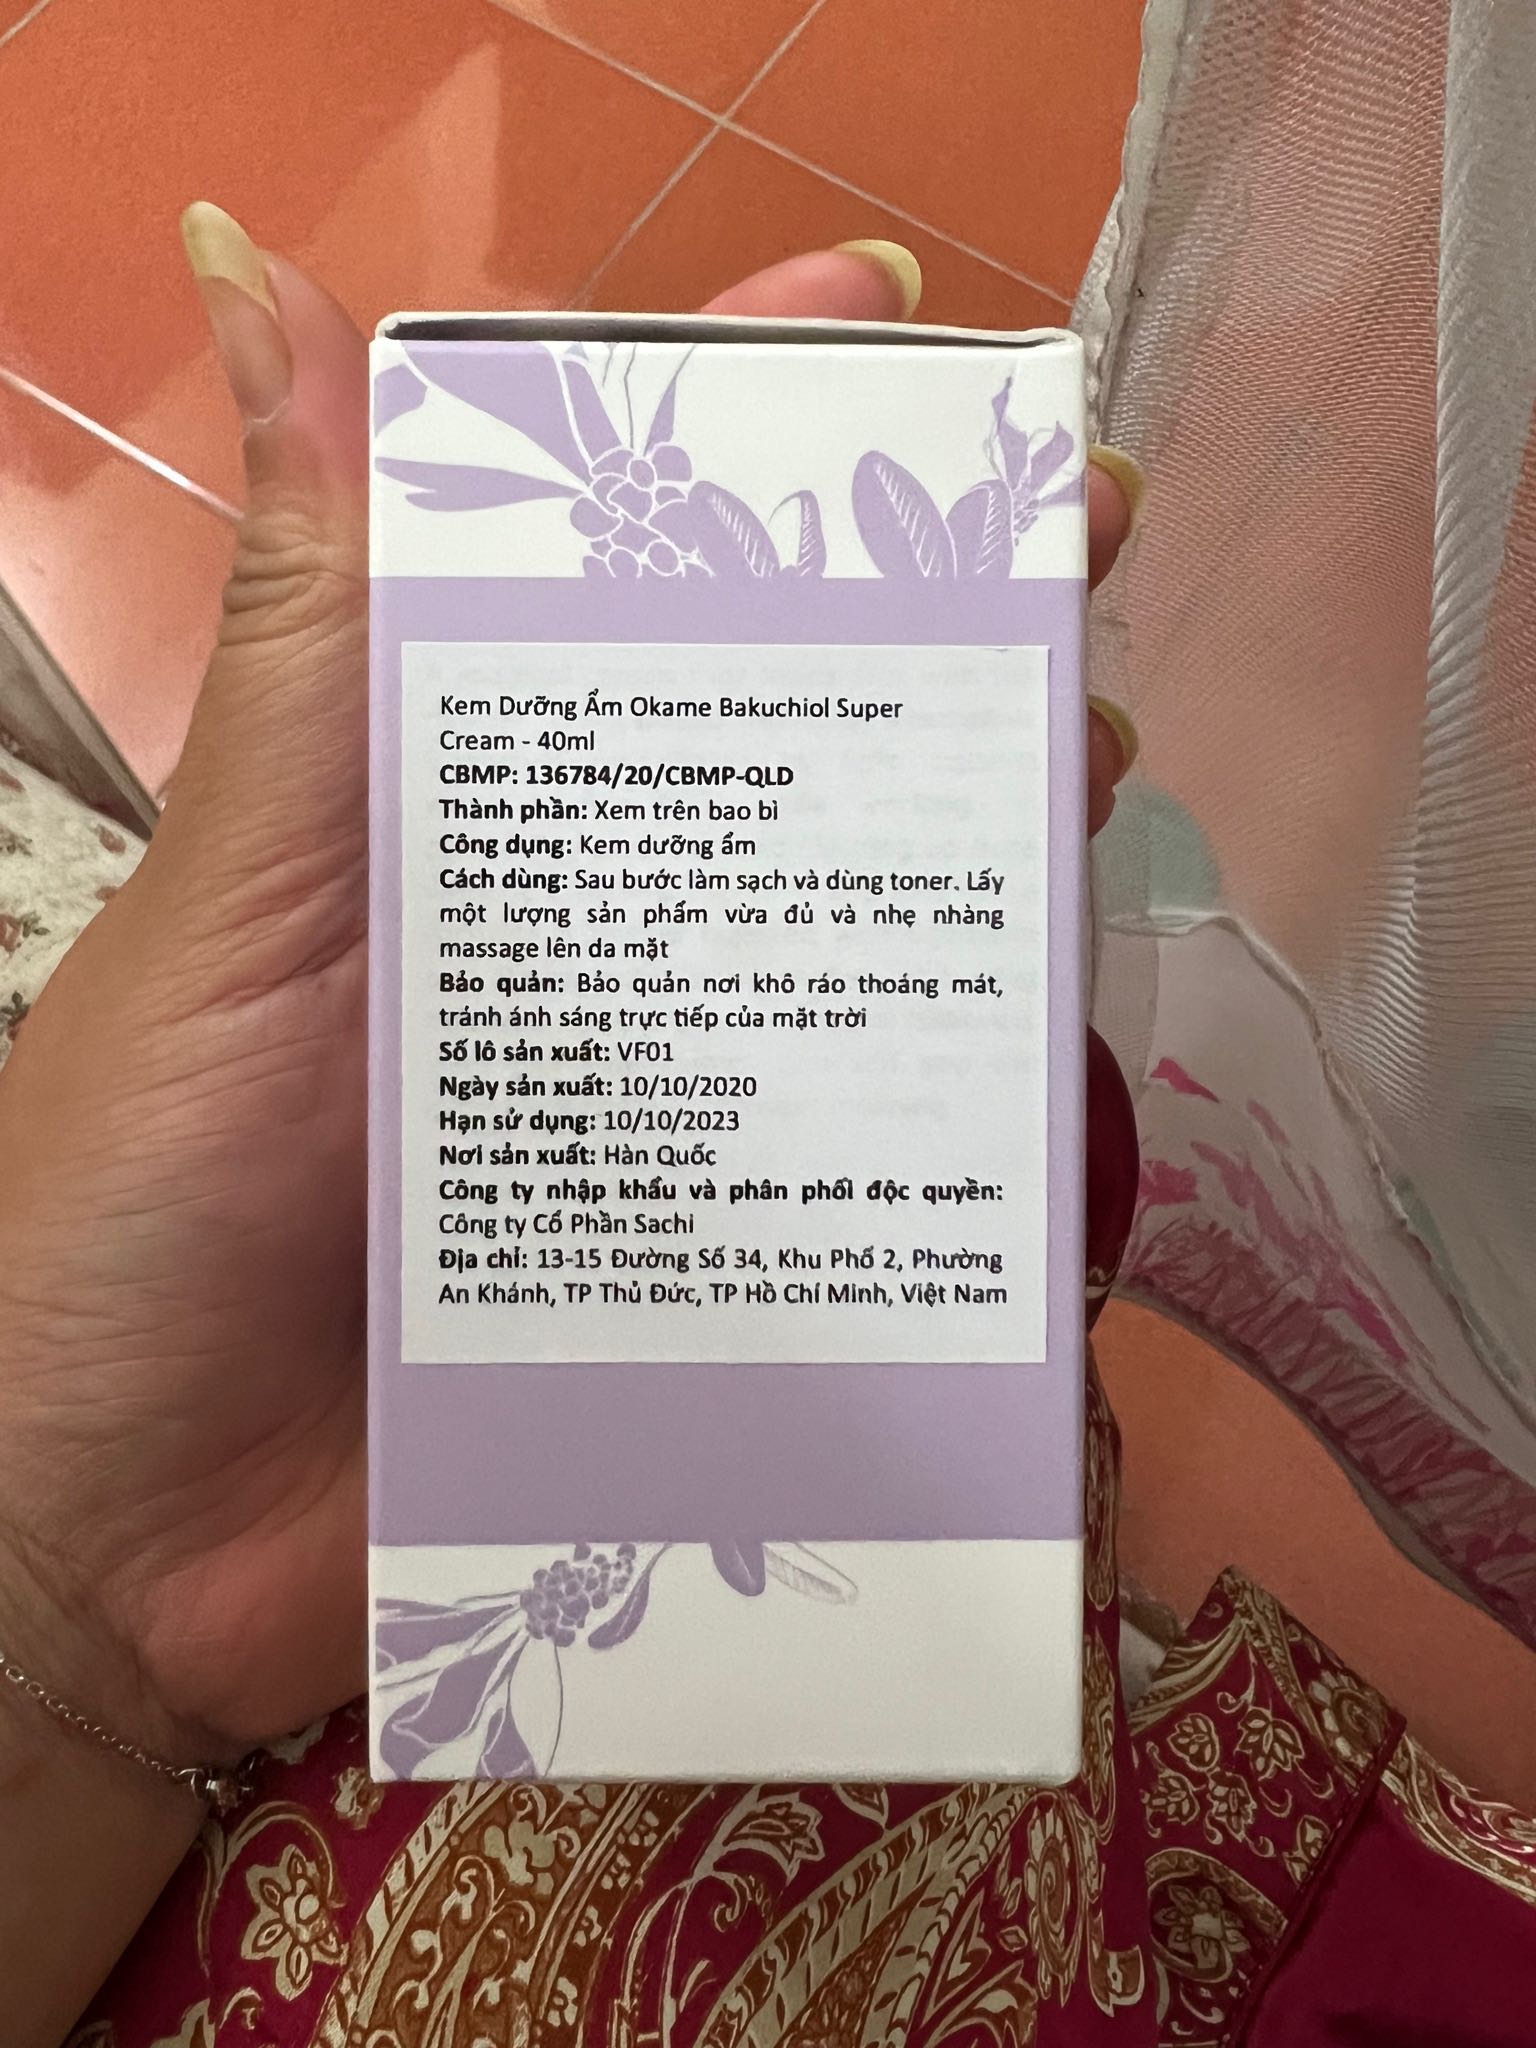 Kem Dưỡng Ẩm Okame Bakuchiol Super
Cream - 40ml
CBMP: 136784/20/CBMP-QLD
Thành phần: Xem trên bao bì
Công dụng: Kem dưỡng ẩm
Cách dùng: Sau bước làm sạch và dùng toner. Lấy
một lượng sản phẩm vừa đủ và nhẹ nhàng
massage lên da mặt
Bảo quản: Bảo quản nơi khô ráo thoáng mát,
tránh ánh sáng trực tiếp của mặt trời
Số lô sản xuất: VF01
Ngày sản xuất: 10/10/2020
Hạn sử dụng: 10/10/2023
Nơi sản xuất: Hàn Quốc
Công ty nhập khẩu và phân phối độc quyền:
Công ty Cổ Phần Sachi
Địa chỉ: 13-15 Đường Số 34, Khu Phố 2, Phường
An Khánh, TP Thủ Đức, TP Hồ Chí Minh, Việt Nam